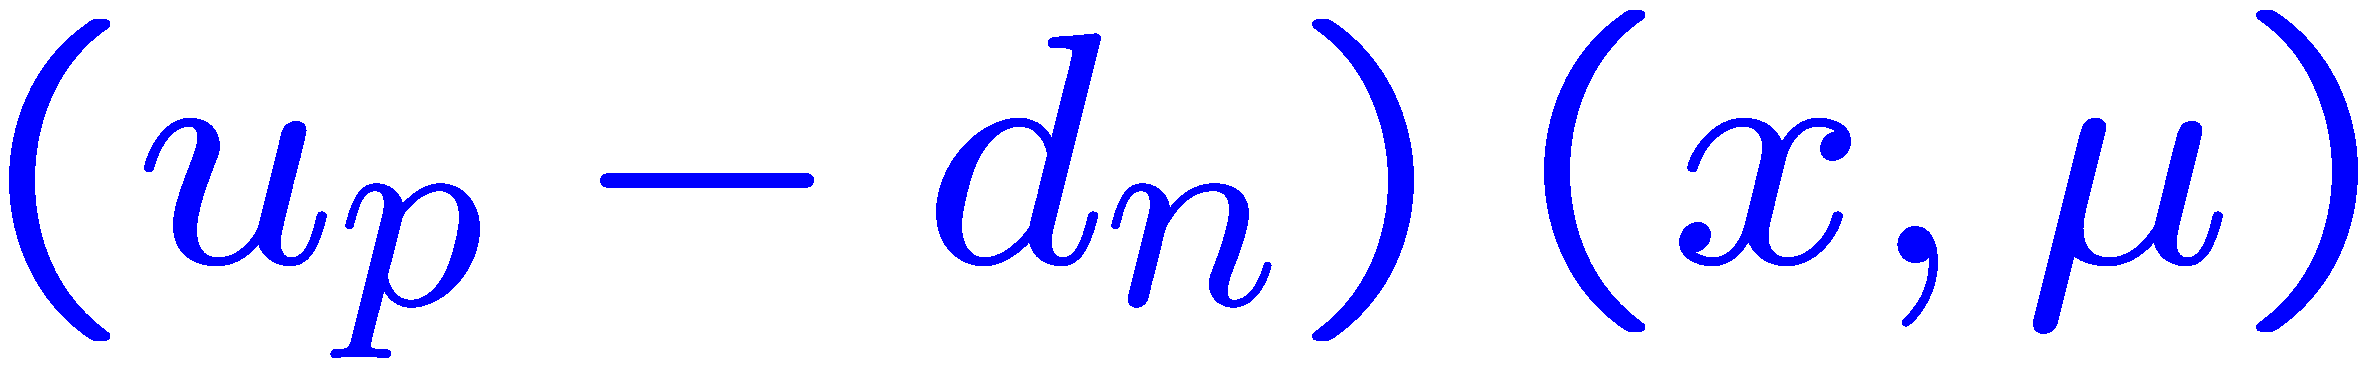 (u_p − d_n) (x, μ)